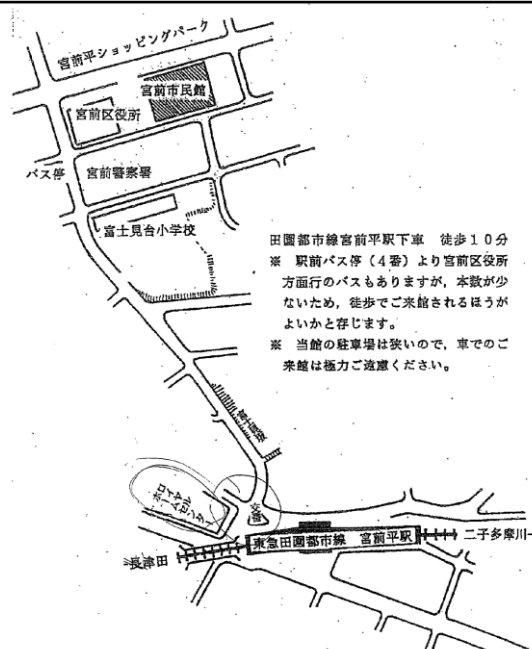 宮前平ショッピングパーク
宮前市民館
宮前区役所
バス停
宮前警察署
富士見台小学校
田園都市線宮前平駅下車 徒歩10分
※ 駅前バス停(4番)より宮前区役所
方面行のバスもありますが,本数が少
ないため,徒歩でご来館されるほうが
よいかと存じます。
※ 当館の駐車場は狭いので,車でのご
来館は極力ご遠慮ください。
交番
東急田園都市線 宮前平駅
二子多摩川
長津田